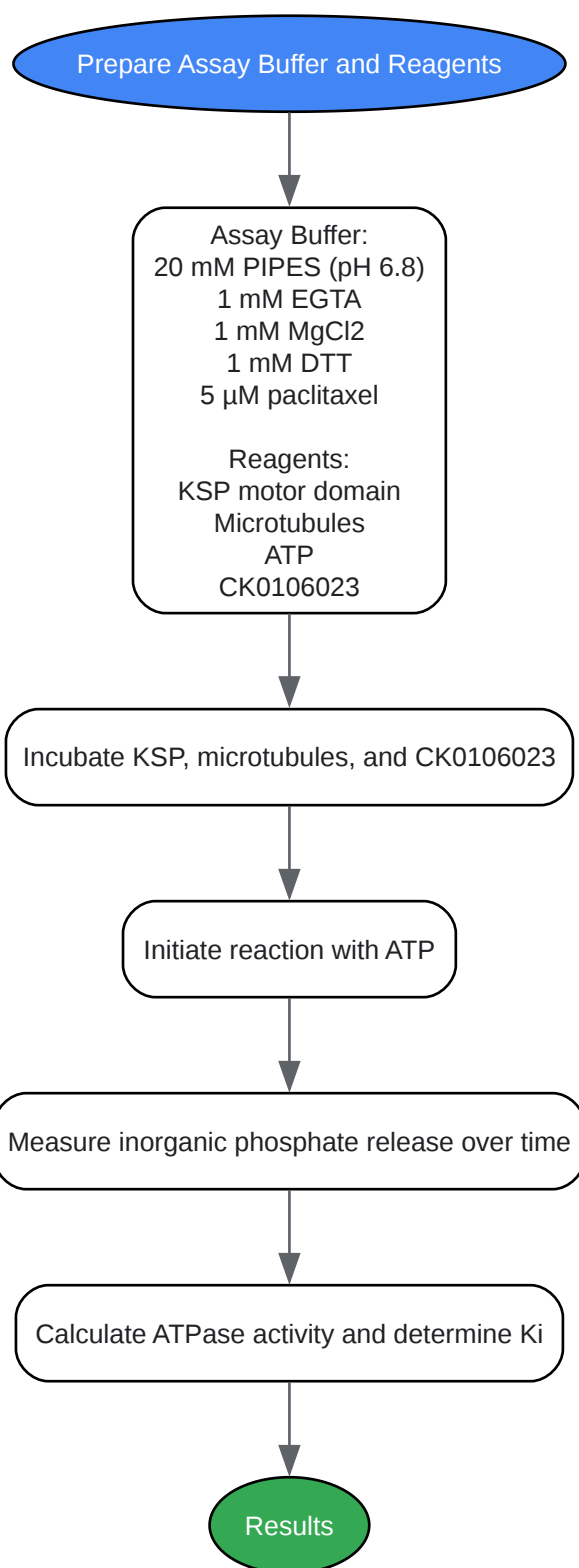 Prepare Assay Buffer and Reagents
Assay Buffer:
20 mM PIPES (pH 6.8)
1 mM EGTA
1 mM MgCl2
1 mM DTT
5 µM paclitaxel
Reagents:
KSP motor domain
Microtubules
ATP
CK0106023
Incubate KSP, microtubules, and CK0106023
Initiate reaction with ATP
Measure inorganic phosphate release over time
Calculate ATPase activity and determine Ki
Results